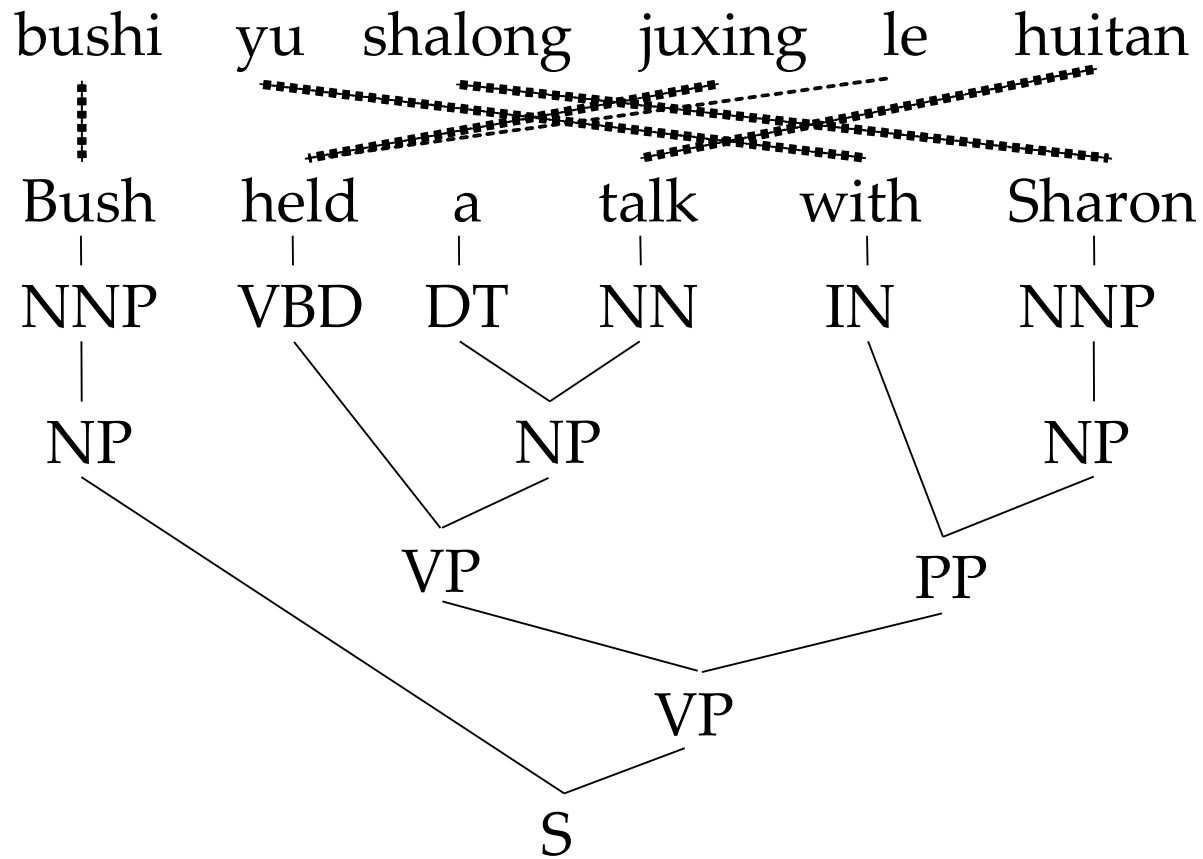 bushi yu shalong juxing le huitan
Bush held a talk with Sharon
NNP VBD DT NN IN NNP
NP NP NP
VP PP
VP
S